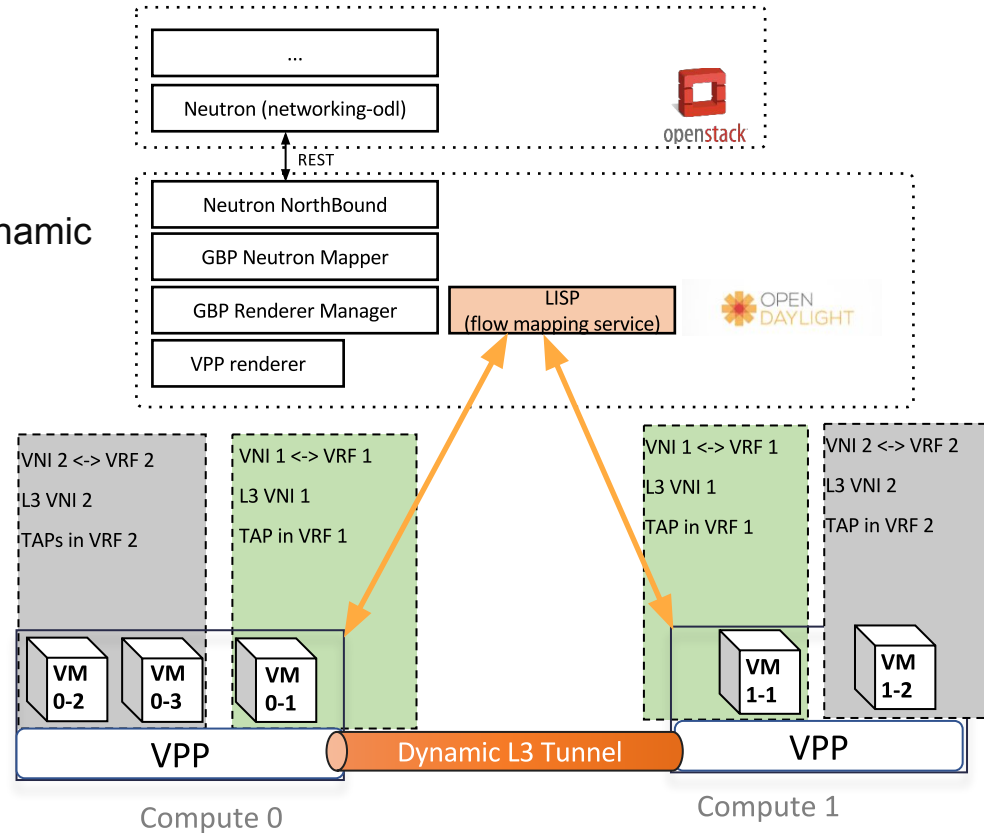 ...
Neutron (networking-odl)
openstack
REST
Neutron NorthBound
namic
GBP Neutron Mapper
GBP Renderer Manager
LISP
(flow mapping service)
OPEN
DAYLIGHT
VPP renderer
VNI 2 <-> VRF 2
L3 VNI 2
TAPs in VRF 2
VNI 1 <-> VRF 1
L3 VNI 1
TAP in VRF 1
VNI 1 <-> VRF 1
L3 VNI 1
TAP in VRF 1
VNI 2 <-> VRF 2
L3 VNI 2
TAP in VRF 2
VM
0-2
VM
0-3
VM
0-1
VM
1-1
VM
1-2
VPP
Dynamic L3 Tunnel
VPP
Compute 0
Compute 1